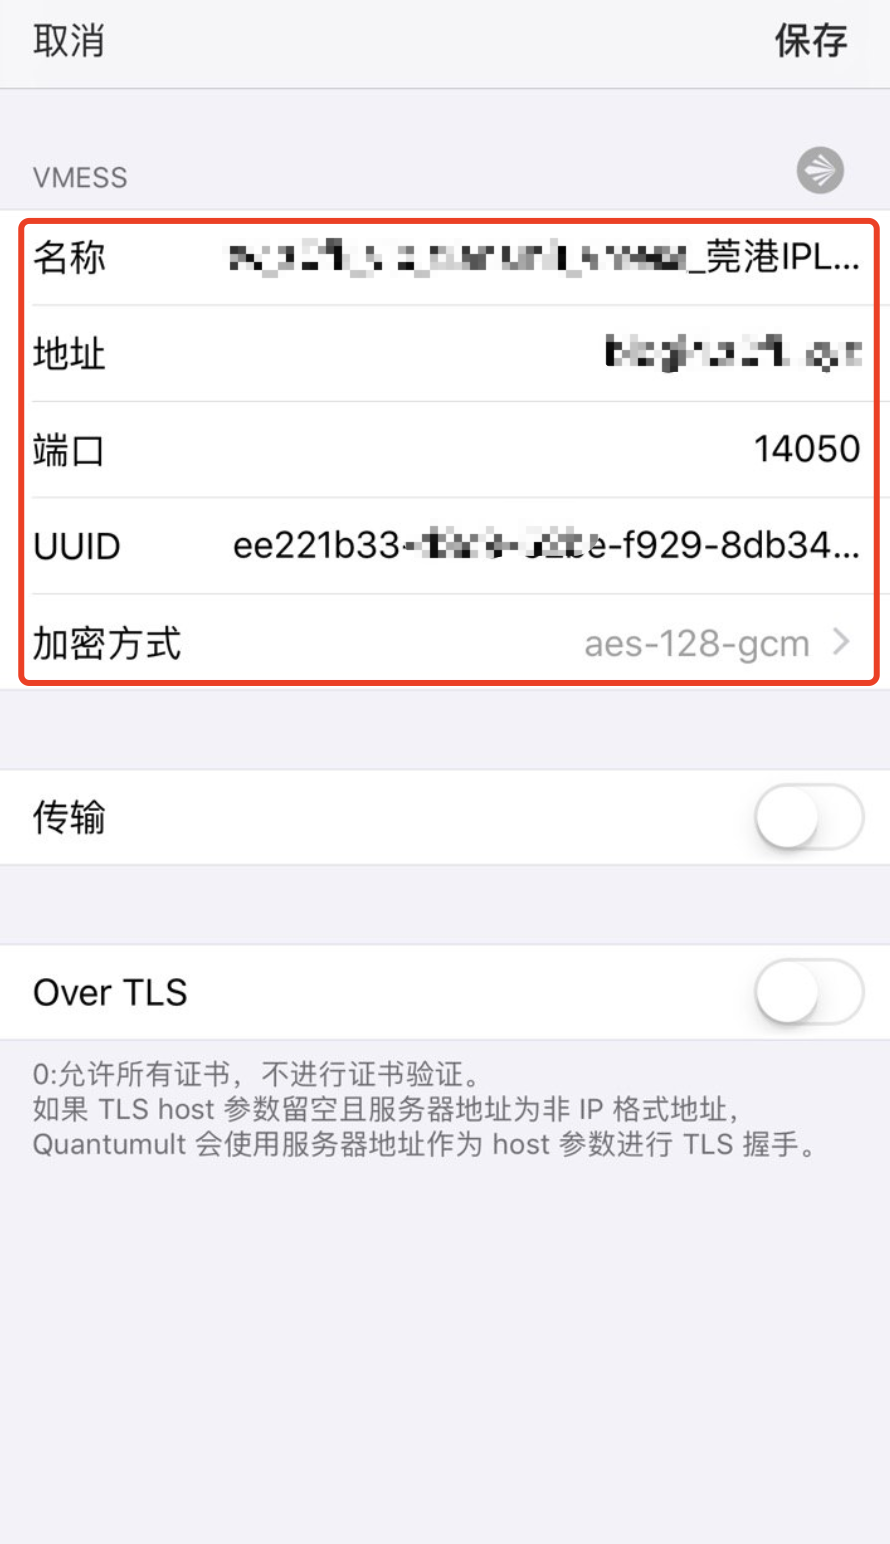 取消 保存
VMESS
名称 _莞港IPL...
地址
端口 14050
UUID ee221b33- e-f929-8db34...
加密方式 aes-128-gcm
传输
Over TLS
0:允许所有证书，不进行证书验证。
如果 TLS host 参数留空且服务器地址为非 IP 格式地址，
Quantumult 会使用服务器地址作为 host 参数进行 TLS 握手。